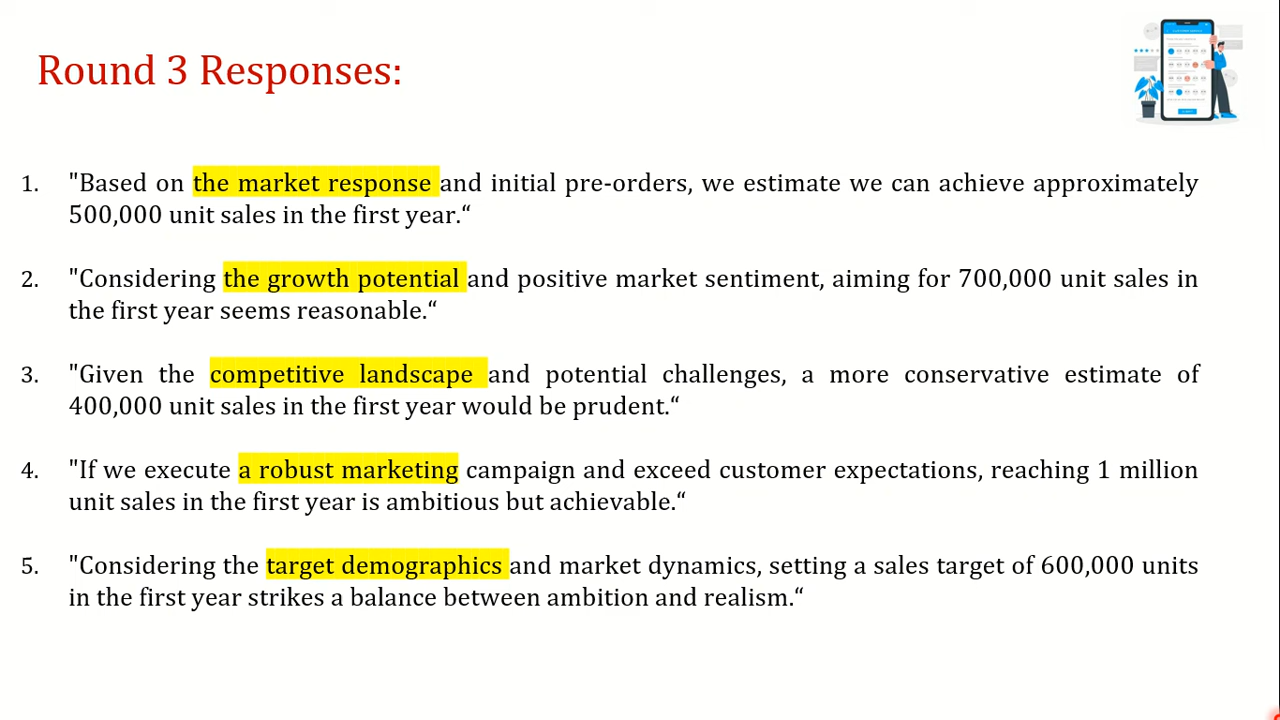 Round 3 Responses:
1. "Based on the market response and initial pre-orders, we estimate we can achieve approximately
500,000 unit sales in the first year.“
2. "Considering the growth potential and positive market sentiment, aiming for 700,000 unit sales in
the first year seems reasonable.“
3. "Given the competitive landscape and potential challenges, a more conservative estimate of
400,000 unit sales in the first year would be prudent.“
4. "If we execute a robust marketing campaign and exceed customer expectations, reaching 1 million
unit sales in the first year is ambitious but achievable.“
5. "Considering the target demographics and market dynamics, setting a sales target of 600,000 units
in the first year strikes a balance between ambition and realism.“